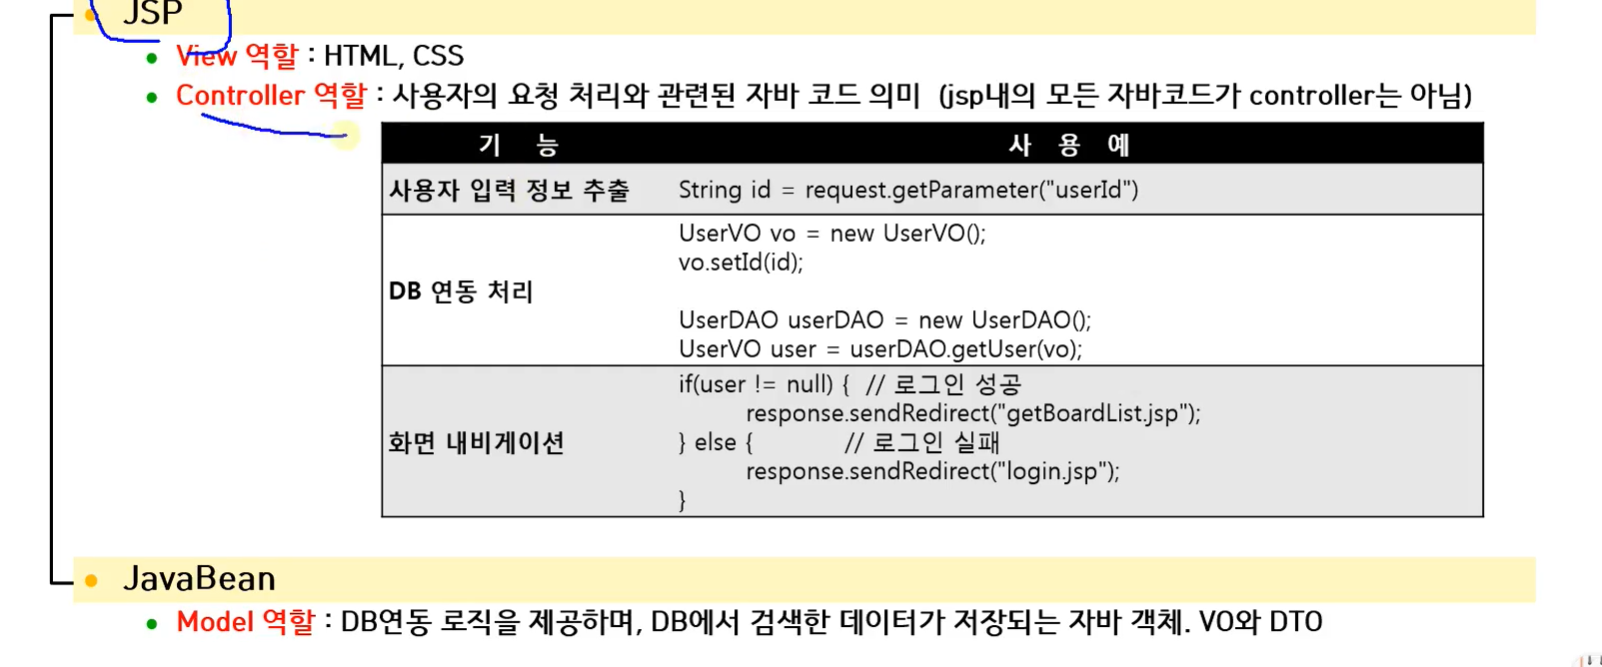 JSP
View 역할 : HTML, CSS
Controller 역할 : 사용자의 요청 처리와 관련된 자바 코드 의미 (jsp내의 모든 자바코드가 controller는 아님)
기 능 사 용 예
사용자 입력 정보 추출 String id = request.getParameter("userId")
DB 연동 처리
UserVO vo = new UserVO();
vo.setId(id);
UserDAO userDAO = new UserDAO();
UserVO user = userDAO.getUser(vo);
화면 내비게이션
if(user != null) { // 로그인 성공
response.sendRedirect("getBoardList.jsp");
} else { // 로그인 실패
response.sendRedirect("login.jsp");
}
JavaBean
Model 역할 : DB연동 로직을 제공하며, DB에서 검색한 데이터가 저장되는 자바 객체. VO와 DTO